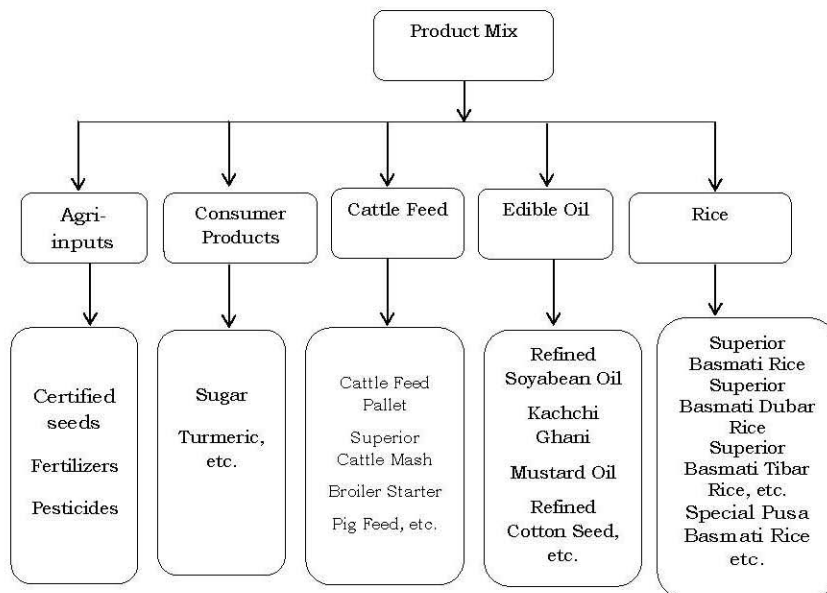 Product Mix
Agri-
inputs
Consumer
Products
Cattle Feed
Edible Oil
Rice
Certified
seeds
Fertilizers
Pesticides
Sugar
Turmeric,
etc.
Cattle Feed
Pallet
Superior
Cattle Mash
Broiler Starter
Pig Feed, etc.
Refined
Soyabean Oil
Kachchi
Ghani
Mustard Oil
Refined
Cotton Seed,
etc.
Superior
Basmati Rice
Superior
Basmati Dubar
Rice
Superior
Basmati Tibar
Rice, etc.
Special Pusa
Basmati Rice
etc.